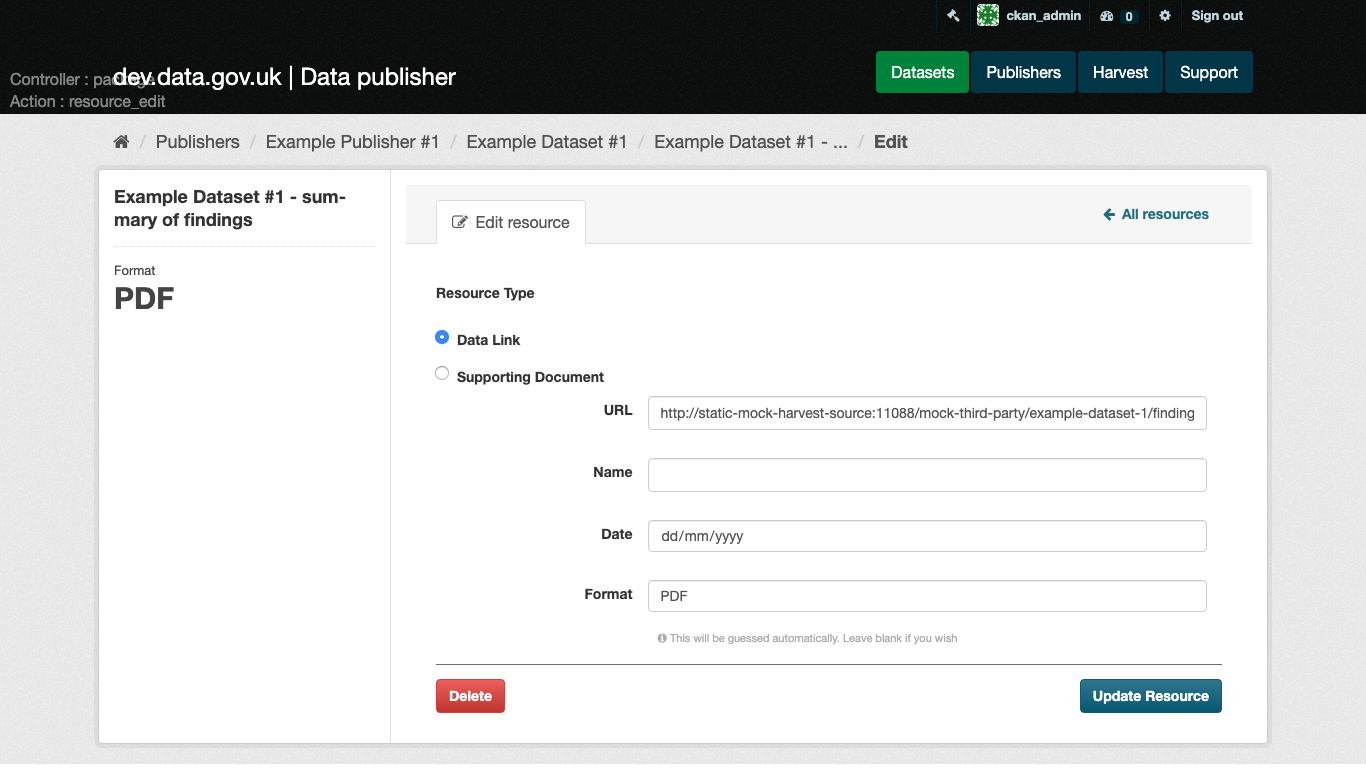 ckan_admin 0 Sign out
Controller : package
dev.data.gov.uk | Data publisher
Datasets Publishers Harvest Support
Action : resource_edit
Publishers / Example Publisher #1 / Example Dataset #1 / Example Dataset #1 - ... / Edit
Example Dataset #1 - sum-
mary of findings
Format
PDF
Edit resource
All resources
Resource Type
Data Link
Supporting Document
URL http://static-mock-harvest-source:11088/mock-third-party/example-dataset-1/finding
Name
Date dd/mm/yyyy
Format PDF
This will be guessed automatically. Leave blank if you wish
Delete Update Resource